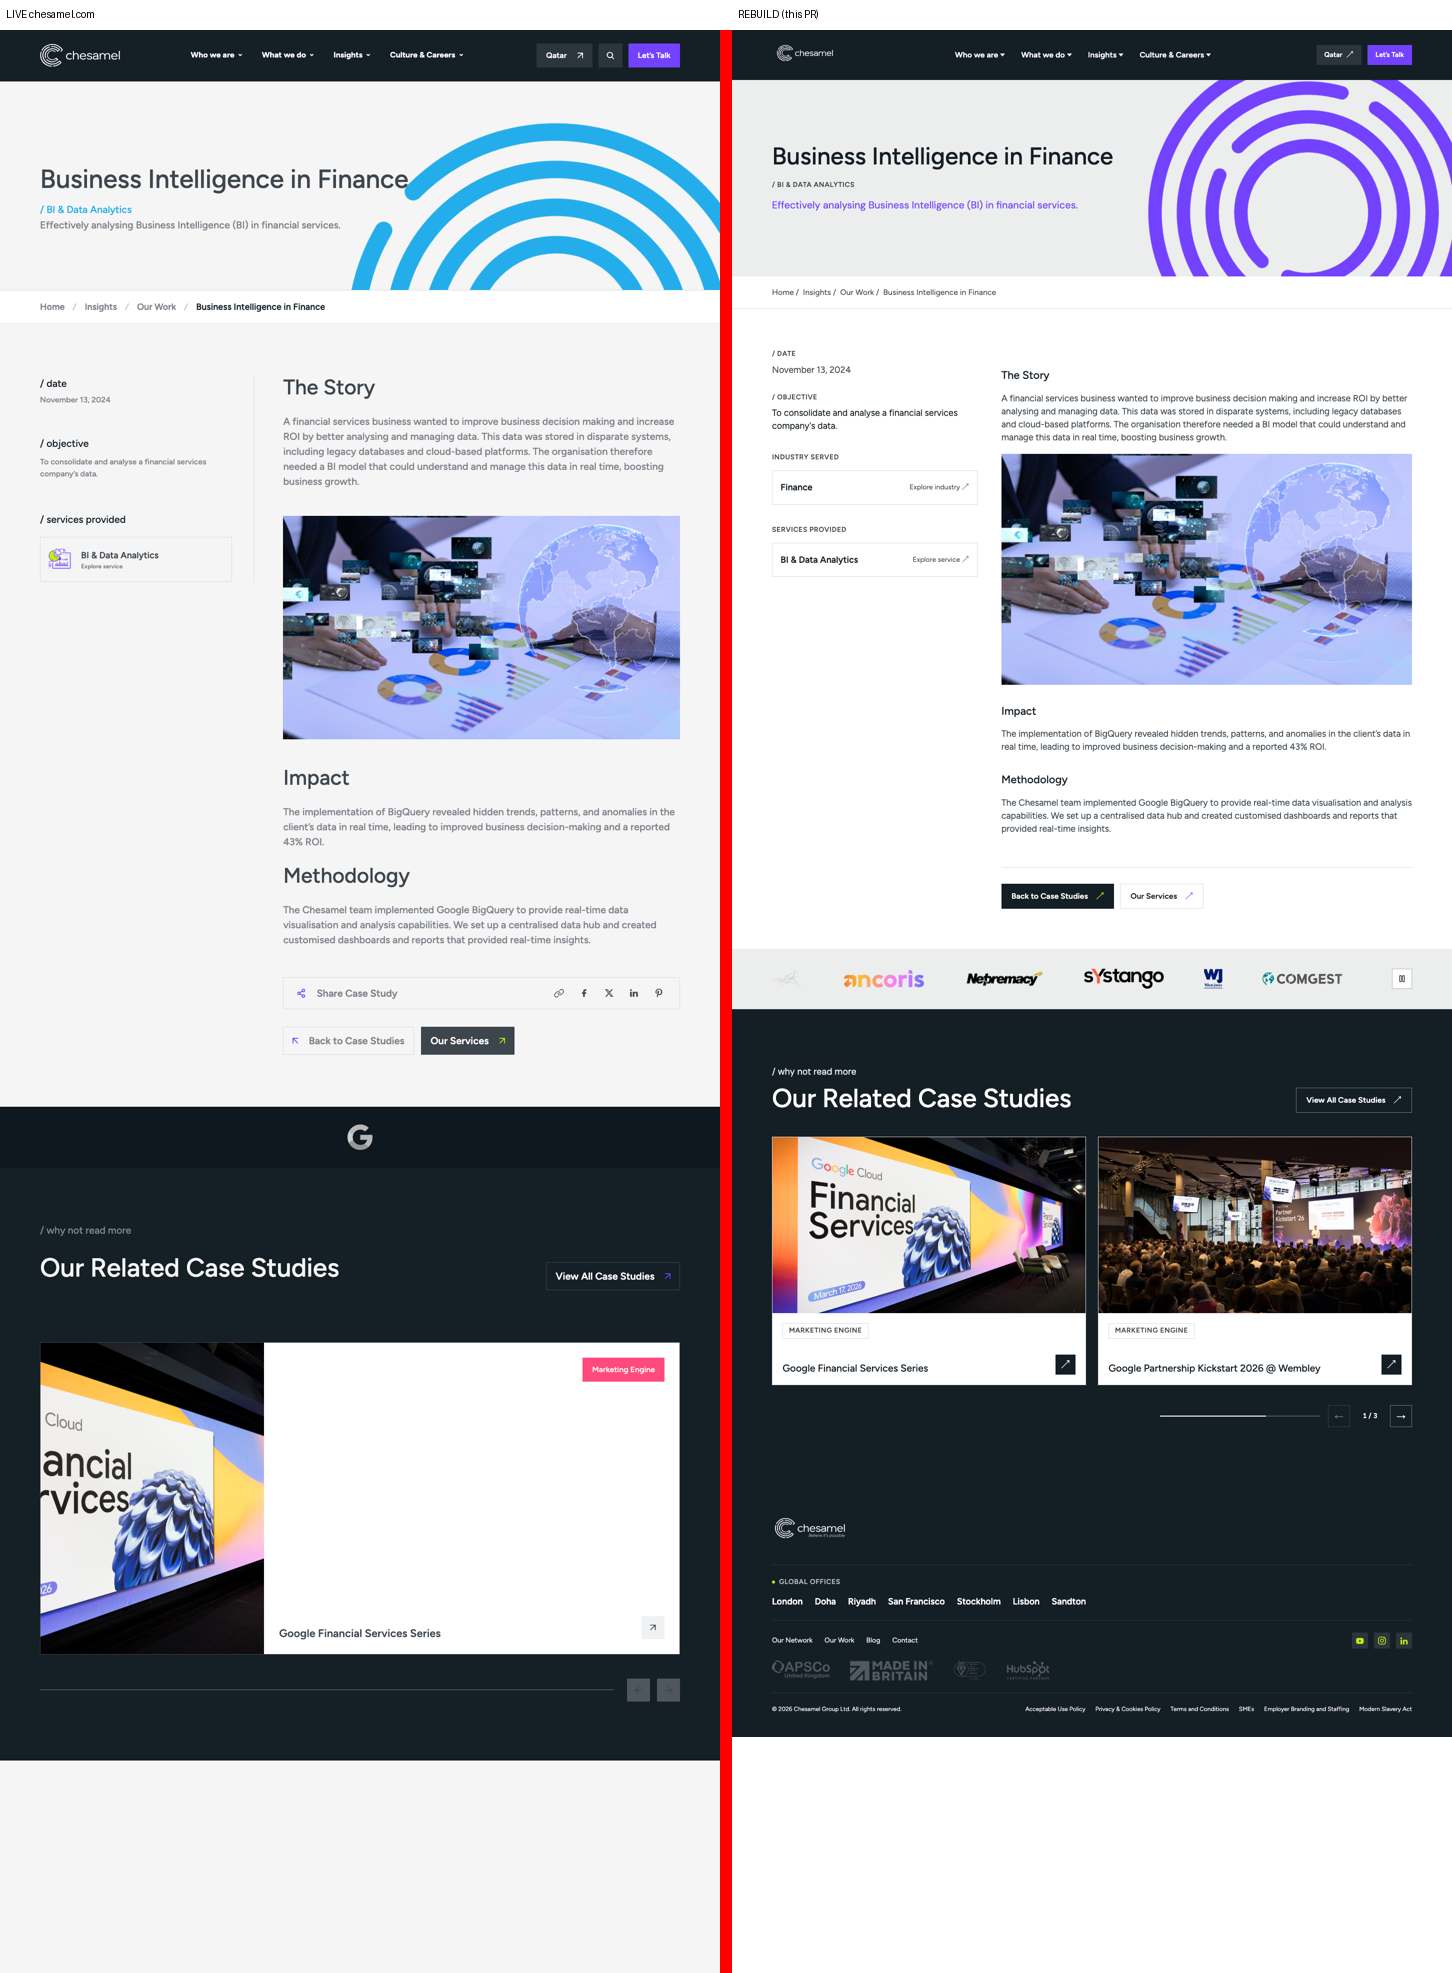 LIVE chesamel.com
chesamel
Who we are
What we do
Insights
Culture & Careers
Qatar
Let's Talk
Business Intelligence in Finance
/ BI & Data Analytics
Effectively analysing Business Intelligence (BI) in financial services.
Home / Insights / Our Work / Business Intelligence in Finance
/ date
November 13, 2024
/ objective
To consolidate and analyse a financial services
company's data.
/ services provided
BI & Data Analytics
Explore service
The Story
A financial services business wanted to improve business decision making and increase
ROI by better analysing and managing data. This data was stored in disparate systems,
including legacy databases and cloud-based platforms. The organisation therefore
needed a BI model that could understand and manage this data in real time, boosting
business growth.
Impact
The implementation of BigQuery revealed hidden trends, patterns, and anomalies in the
client's data in real time, leading to improved business decision-making and a reported
43% ROI.
Methodology
The Chesamel team implemented Google BigQuery to provide real-time data
visualisation and analysis capabilities. We set up a centralised data hub and created
customised dashboards and reports that provided real-time insights.
Share Case Study
Back to Case Studies
Our Services
G
/ why not read more
Our Related Case Studies
View All Case Studies
Cloud
ancial
rvices
26
Marketing Engine
Google Financial Services Series
REBUILD (this PR)
chesamel
Who we are
What we do
Insights
Culture & Careers
Qatar
Let's Talk
Business Intelligence in Finance
/ BI & DATA ANALYTICS
Effectively analysing Business Intelligence (BI) in financial services.
Home / Insights / Our Work / Business Intelligence in Finance
/ DATE
November 13, 2024
/ OBJECTIVE
To consolidate and analyse a financial services
company's data.
INDUSTRY SERVED
Finance
Explore industry
SERVICES PROVIDED
BI & Data Analytics
Explore service
The Story
A financial services business wanted to improve business decision making and increase ROI by better
analysing and managing data. This data was stored in disparate systems, including legacy databases
and cloud-based platforms. The organisation therefore needed a BI model that could understand and
manage this data in real time, boosting business growth.
Impact
The implementation of BigQuery revealed hidden trends, patterns, and anomalies in the client's data in
real time, leading to improved business decision-making and a reported 43% ROI.
Methodology
The Chesamel team implemented Google BigQuery to provide real-time data visualisation and analysis
capabilities. We set up a centralised data hub and created customised dashboards and reports that
provided real-time insights.
Back to Case Studies
Our Services
ancoris
Netpremacy
sYstango
WJ
COMGEST
/ why not read more
Our Related Case Studies
View All Case Studies
Google Cloud
Financial
Services
March 17, 2026
MARKETING ENGINE
Google Financial Services Series
Partner
Kickstart '26
MARKETING ENGINE
Google Partnership Kickstart 2026 @ Wembley
1 / 3
chesamel
Believe it's possible
GLOBAL OFFICES
London Doha Riyadh San Francisco Stockholm Lisbon Sandton
Our Network Our Work Blog Contact
APSCo
United Kingdom
MADE IN
BRITAIN
HubSpot
© 2026 Chesamel Group Ltd. All rights reserved.
Acceptable Use Policy Privacy & Cookies Policy Terms and Conditions SMEs Employer Branding and Staffing Modern Slavery Act